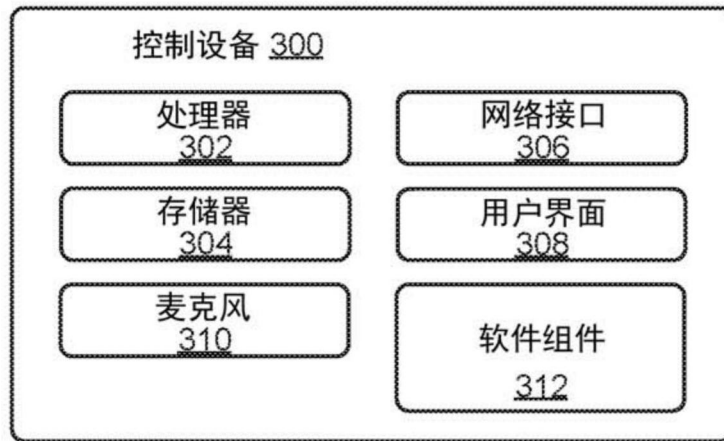 控制设备 300
处理器
302
网络接口
306
存储器
304
用户界面
308
麦克风
310
软件组件
312